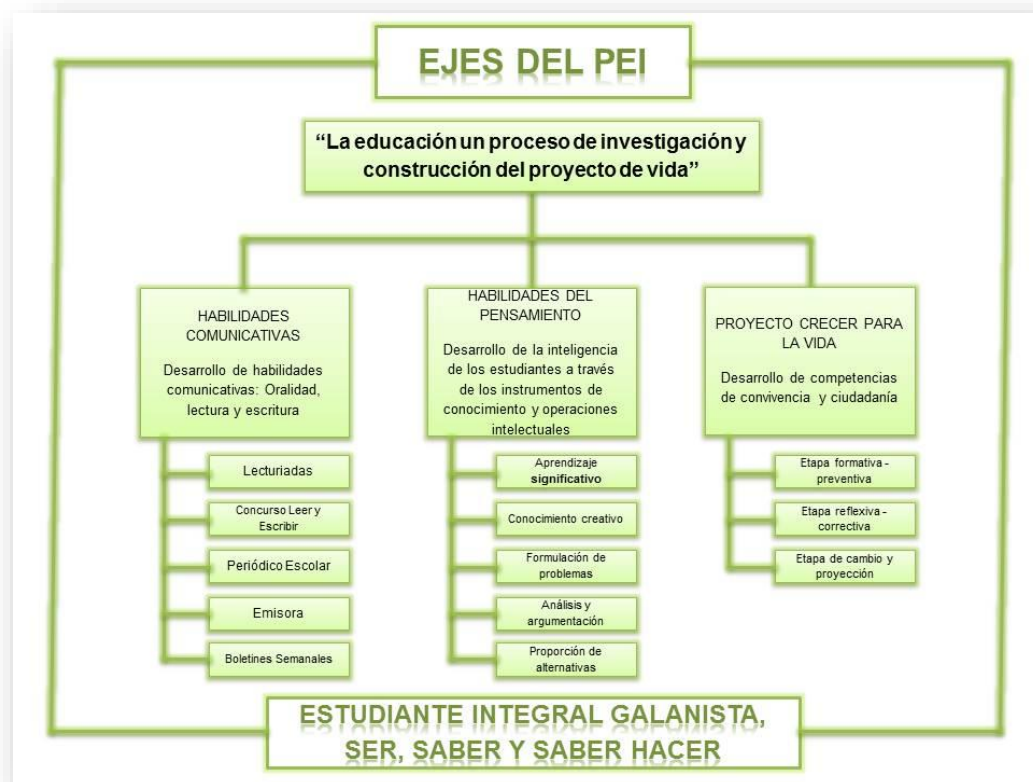 EJES DEL PEI
“La educación un proceso de investigación y
construcción del proyecto de vida”
HABILIDADES
COMUNICATIVAS
Desarrollo de habilidades
comunicativas: Oralidad,
lectura y escritura
Lecturiadas
Concurso Leer y
Escribir
Periódico Escolar
Emisora
Boletines Semanales
HABILIDADES DEL
PENSAMIENTO
Desarrollo de la inteligencia
de los estudiantes a través
de los instrumentos de
conocimiento y operaciones
intelectuales
Aprendizaje
significativo
Conocimiento creativo
Formulación de
problemas
Análisis y
argumentación
Proporción de
alternativas
PROYECTO CRECER PARA
LA VIDA
Desarrollo de competencias
de convivencia y ciudadanía
Etapa formativa -
preventiva
Etapa reflexiva -
correctiva
Etapa de cambio y
proyección
ESTUDIANTE INTEGRAL GALANISTA,
SER, SABER Y SABER HACER